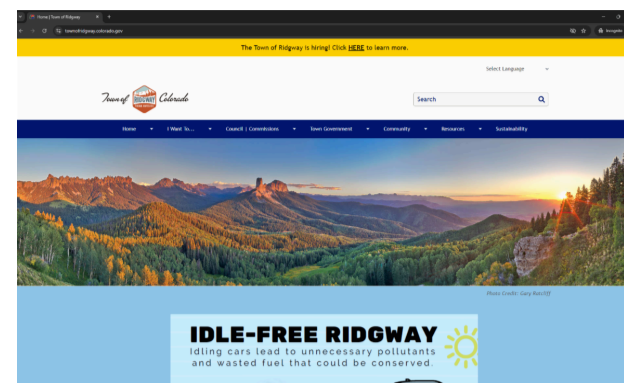 Home | Town of Ridgway
townofridgway.colorado.gov
Incognito
The Town of Ridgway is hiring! Click HERE to learn more.
Select Language
Town of RIDGWAY Colorado
Search
Home I Want To... Council | Commissions Town Government Community Resources Sustainability
Photo Credit: Gary Ratcliff
IDLE-FREE RIDGWAY
Idling cars lead to unnecessary pollutants
and wasted fuel that could be conserved.